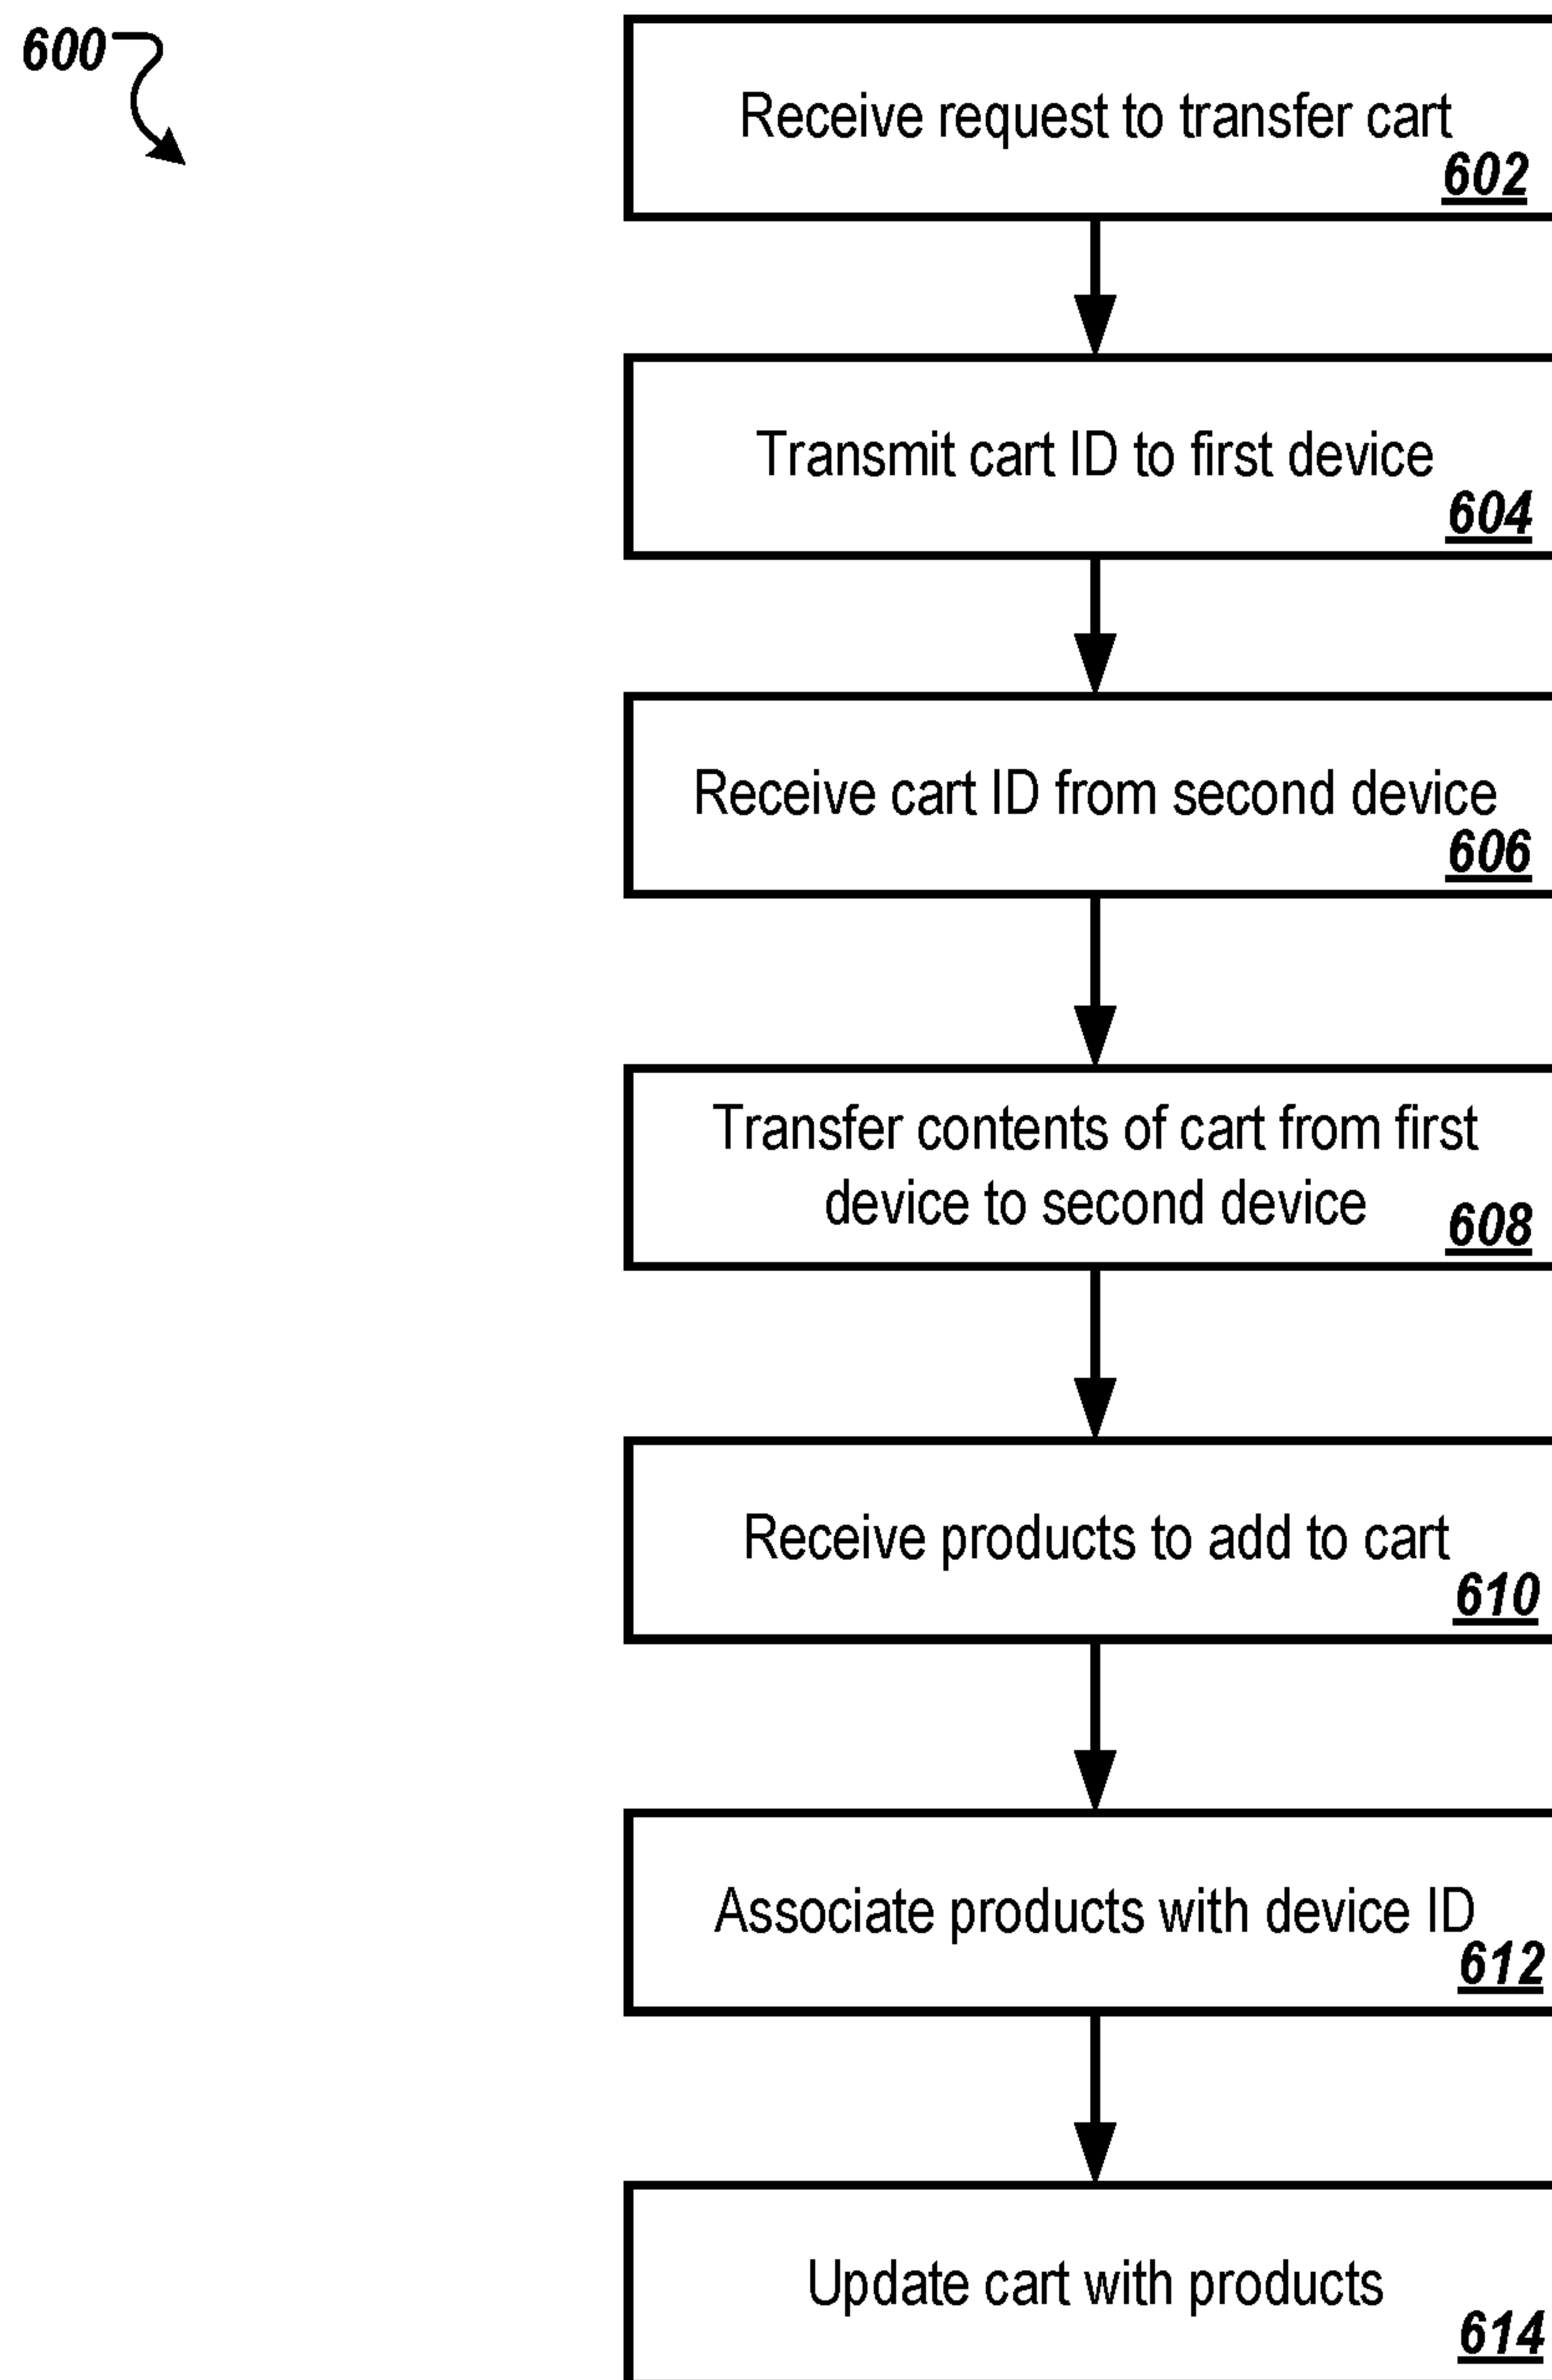 600
Receive request to transfer cart
602
Transmit cart ID to first device
604
Receive cart ID from second device
606
Transfer contents of cart from first
device to second device
608
Receive products to add to cart
610
Associate products with device ID
612
Update cart with products
614